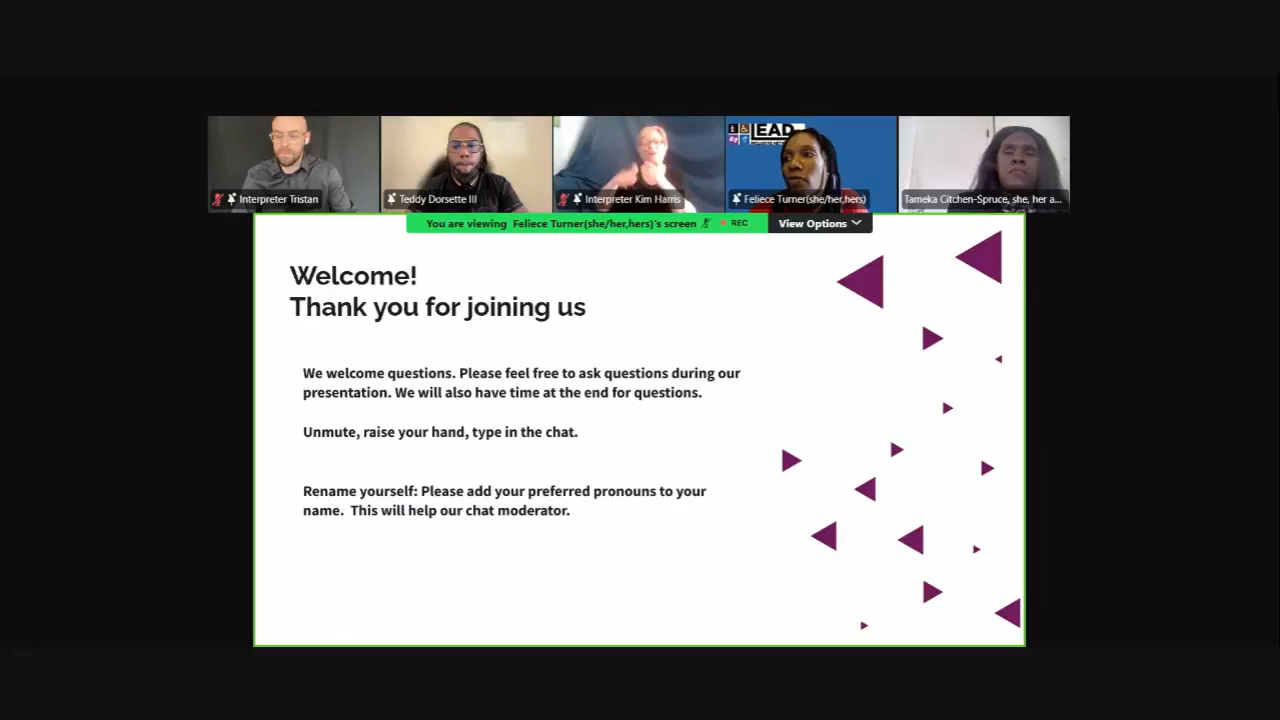 LEAD
Interpreter Tristan
Teddy Dorsette III
Interpreter Kim Harris
Feliece Turner(she/her,hers)
Tameka Citchen-Spruce, she, her a...
You are viewing Feliece Turner(she/her,hers)'s screen
REC
View Options
Welcome!
Thank you for joining us
We welcome questions. Please feel free to ask questions during our
presentation. We will also have time at the end for questions.
Unmute, raise your hand, type in the chat.
Rename yourself: Please add your preferred pronouns to your
name.  This will help our chat moderator.